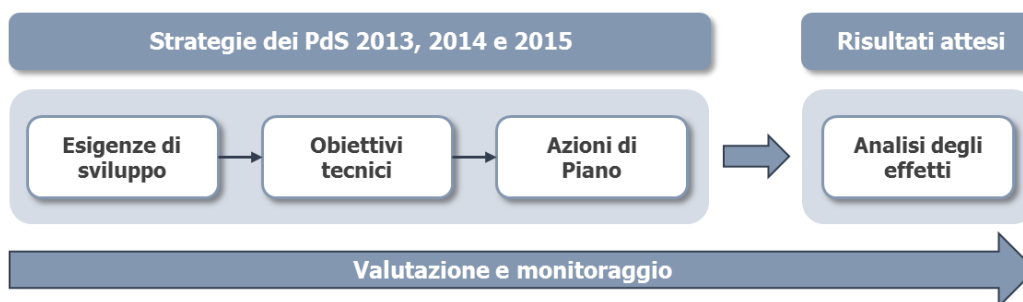 Strategie dei PdS 2013, 2014 e 2015
Risultati attesi
Esigenze di
sviluppo
Obiettivi
tecnici
Azioni di
Piano
Analisi degli
effetti
Valutazione e monitoraggio